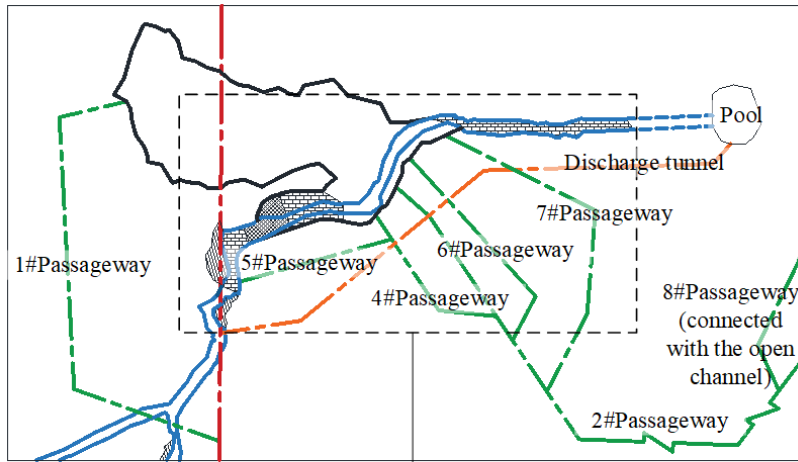 Pool
Discharge tunnel
7#Passageway
1#Passageway
5#Passageway
6#Passageway
4#Passageway
8#Passageway
(connected
with the open
channel)
2#Passageway